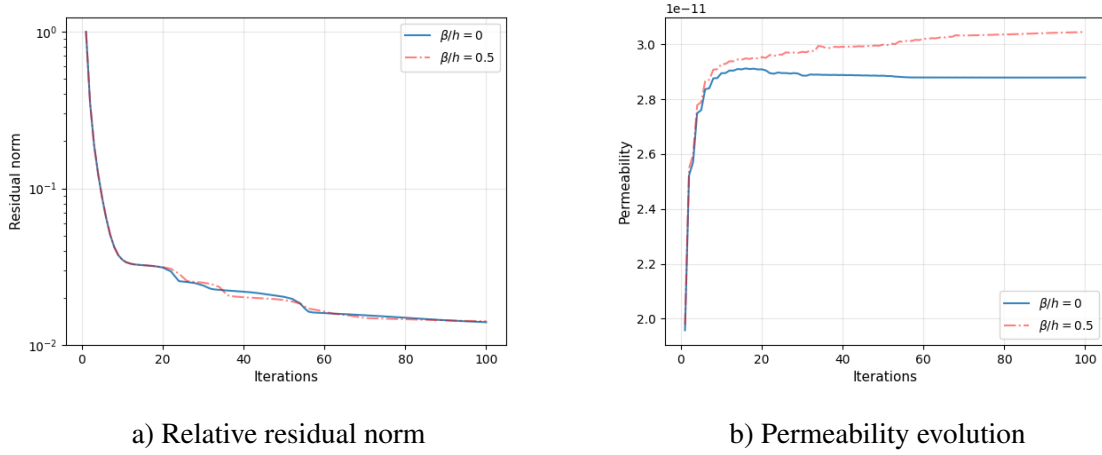 10⁰
10⁻¹
10⁻²
Residual norm
0
20
40
60
80
100
Iterations
β/h = 0
β/h = 0.5
a) Relative residual norm
1e−11
3.0
2.8
2.6
2.4
2.2
2.0
Permeability
0
20
40
60
80
100
Iterations
β/h = 0
β/h = 0.5
b) Permeability evolution